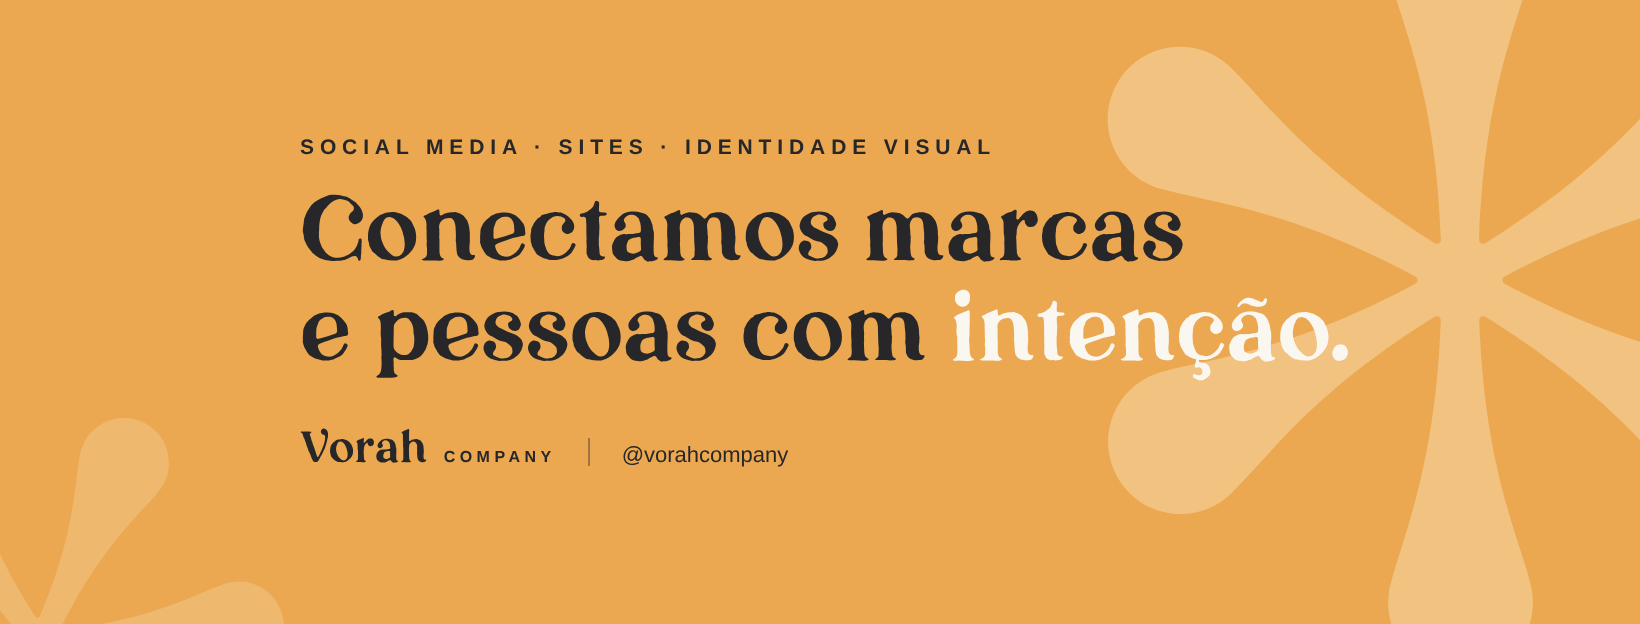 SOCIAL MEDIA · SITES · IDENTIDADE VISUAL
Conectamos marcas
e pessoas com intenção.
Vorah COMPANY | @vorahcompany